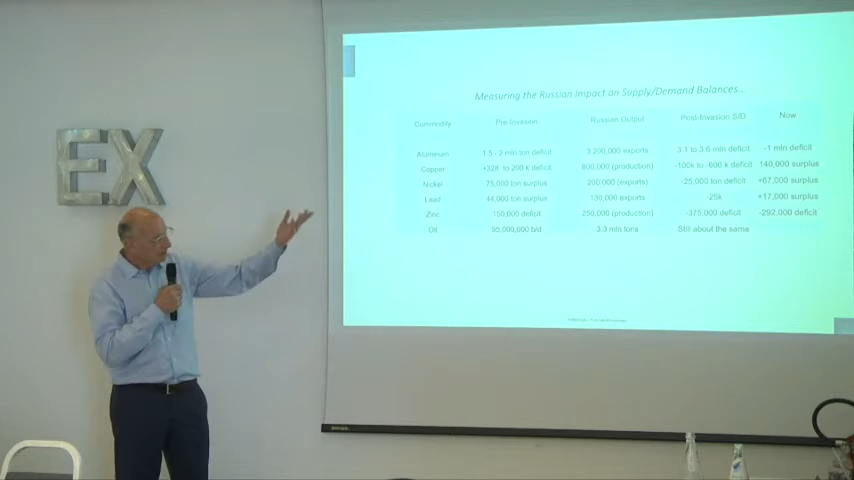 EX
Measuring the Russian Impact on Supply/Demand Balances...
Commodity Pre-Invasion Russian Output Post-Invasion S/D Now
Aluminum 1.5 - 2 mln ton deficit 3,200,000 exports 3.1 to 3.6 mln deficit -1 mln deficit
Copper +328 to 200 k deficit 800,000 (production) -100k to -600 k deficit 140,000 surplus
Nickel 75,000 ton surplus 200,000 (exports) -25,000 ton deficit +67,000 surplus
Lead 44,000 ton surplus 130,000 exports -25k +17,000 surplus
Zinc 150,000 deficit 250,000 (production) -375,000 deficit -292,000 deficit
Oil 95,000,000 b/d 3.3 mln tons Still about the same